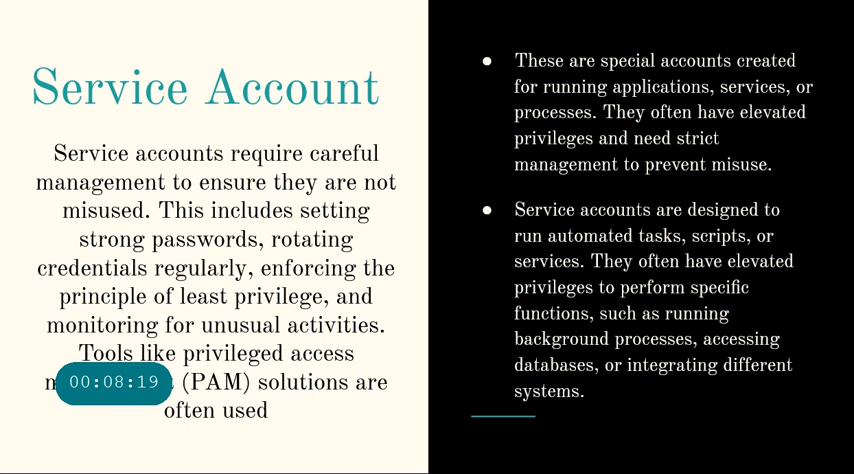 Service Account
Service accounts require careful
management to ensure they are not
misused. This includes setting
strong passwords, rotating
credentials regularly, enforcing the
principle of least privilege, and
monitoring for unusual activities.
Tools like privileged access
(PAM) solutions are
often used
00:08:19
● These are special accounts created
for running applications, services, or
processes. They often have elevated
privileges and need strict
management to prevent misuse.
● Service accounts are designed to
run automated tasks, scripts, or
services. They often have elevated
privileges to perform specific
functions, such as running
background processes, accessing
databases, or integrating different
systems.